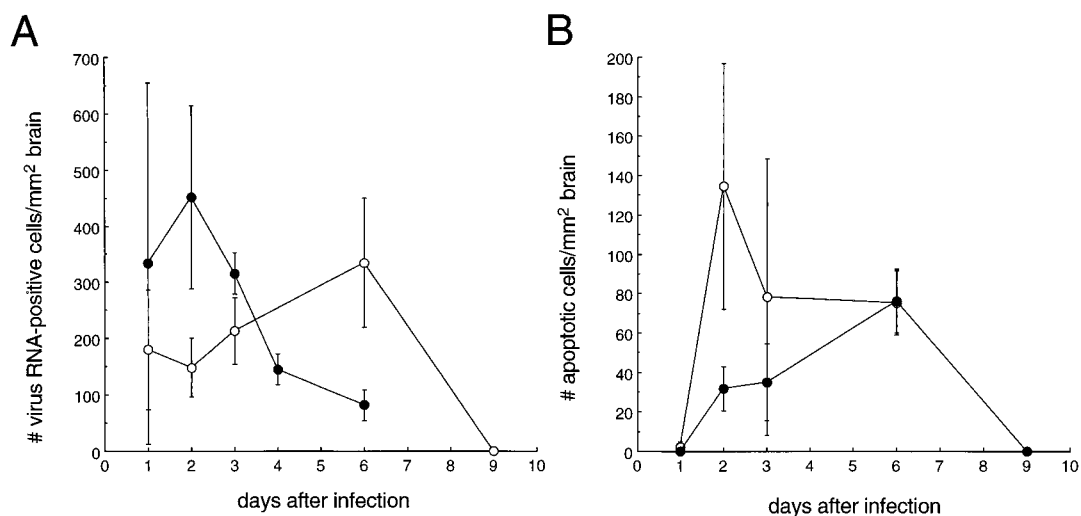 A
700
600
500
400
300
200
100
0
0 1 2 3 4 5 6 7 8 9 10
# virus RNA-positive cells/mm² brain
days after infection
B
200
180
160
140
120
100
80
60
40
20
0
0 1 2 3 4 5 6 7 8 9 10
# apoptotic cells/mm² brain
days after infection